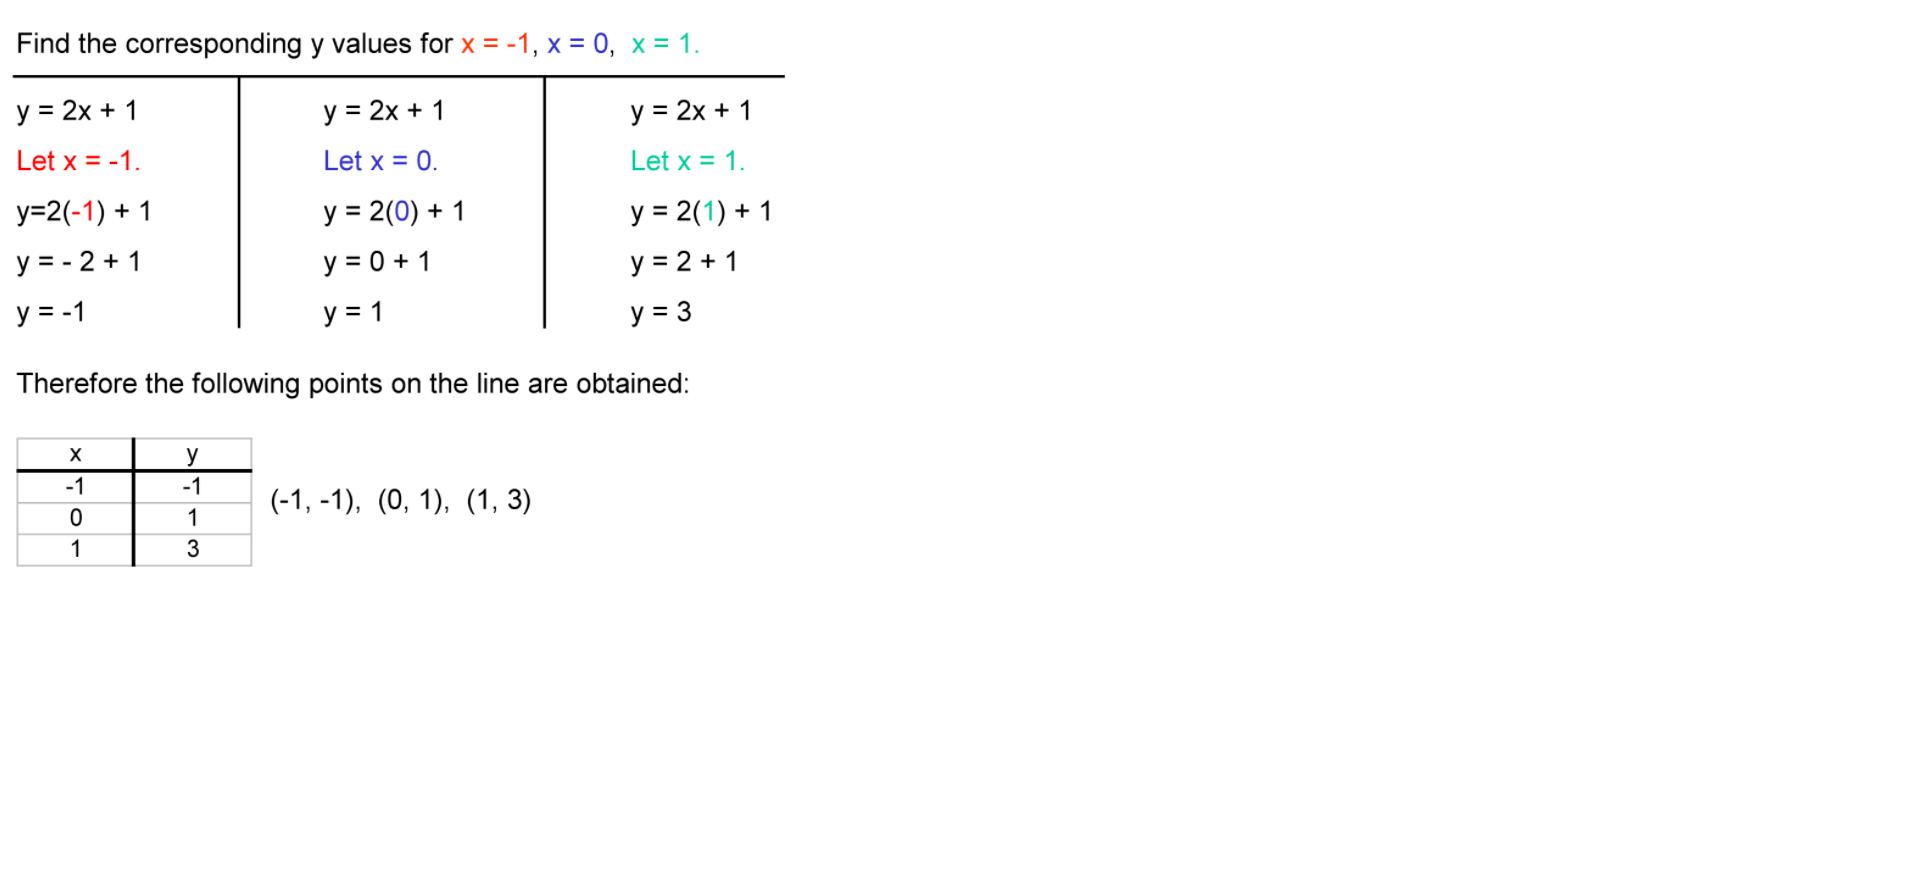 Find the corresponding y values for x = -1, x = 0, x = 1.
y = 2x + 1
Let x = -1.
y=2(-1) + 1
y = - 2 + 1
y = -1
y = 2x + 1
Let x = 0.
y = 2(0) + 1
y = 0 + 1
y = 1
y = 2x + 1
Let x = 1.
y = 2(1) + 1
y = 2 + 1
y = 3
Therefore the following points on the line are obtained:
x y
-1 -1
0 1
1 3
(-1, -1), (0, 1), (1, 3)